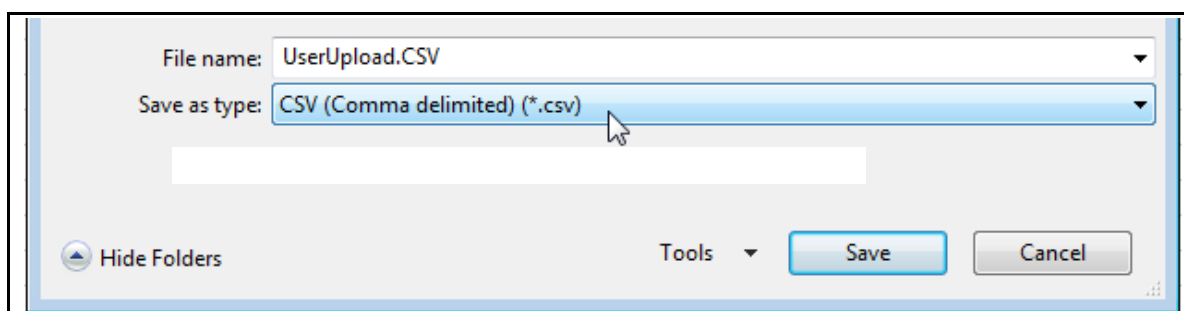 File name: UserUpload.CSV
Save as type: CSV (Comma delimited) (*.csv)
Hide Folders Tools Save Cancel